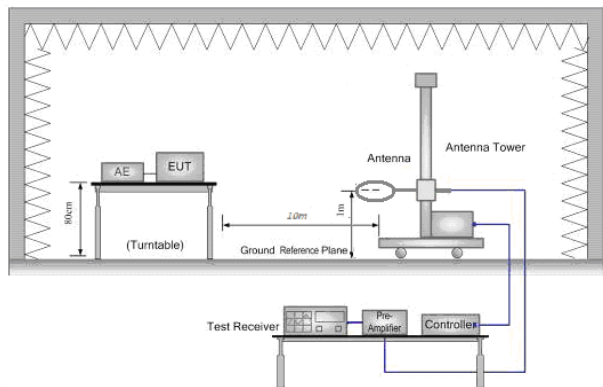 Antenna
Antenna Tower
AE
EUT
80cm
1m
10m
(Turntable)
Ground Reference Plane
Test Receiver
Pre-
Amplifier
Controller